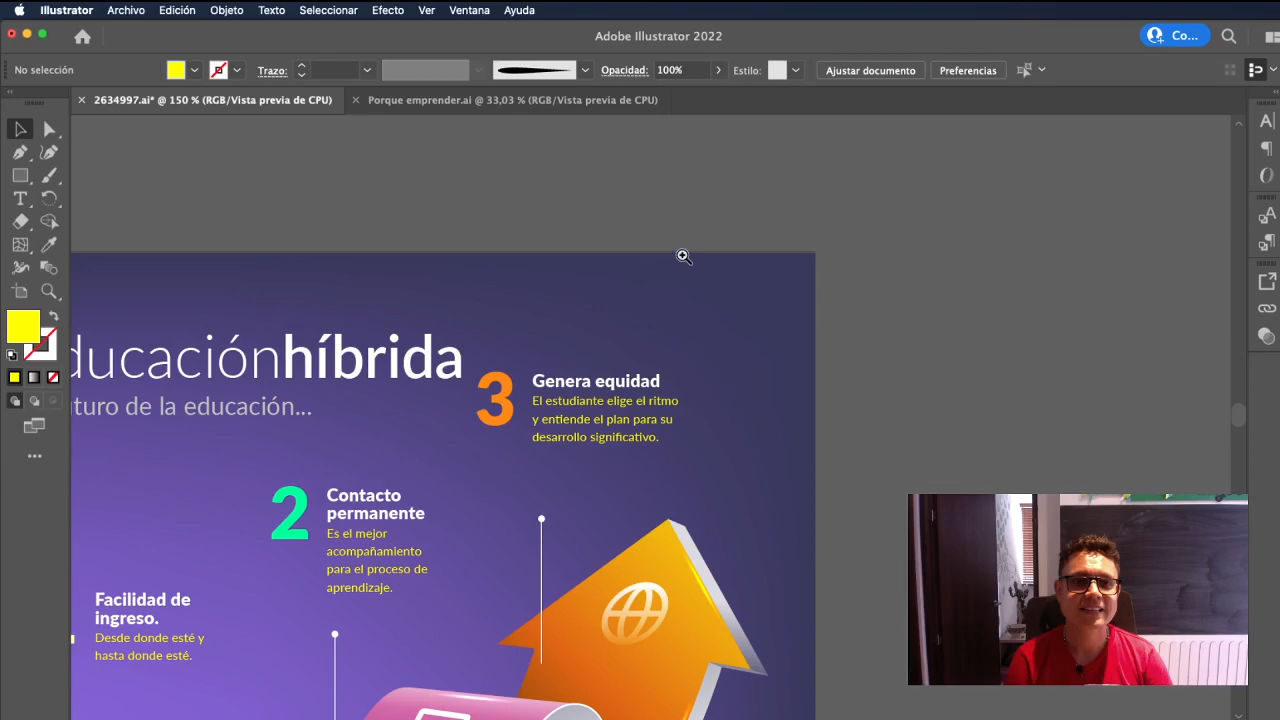 Illustrator Archivo Edición Objeto Texto Seleccionar Efecto Ver Ventana Ayuda
Adobe Illustrator 2022
Co...
No selección
Trazo:
Opacidad: 100%
Estilo:
Ajustar documento
Preferencias
2634997.ai* @ 150 % (RGB/Vista previa de CPU)
Porque emprender.ai @ 33,03 % (RGB/Vista previa de CPU)
ducaciónhíbrida
uturo de la educación...
3
Genera equidad
El estudiante elige el ritmo
y entiende el plan para su
desarrollo significativo.
2
Contacto
permanente
Es el mejor
acompañamiento
para el proceso de
aprendizaje.
Facilidad de
ingreso.
Desde donde esté y
hasta donde esté.